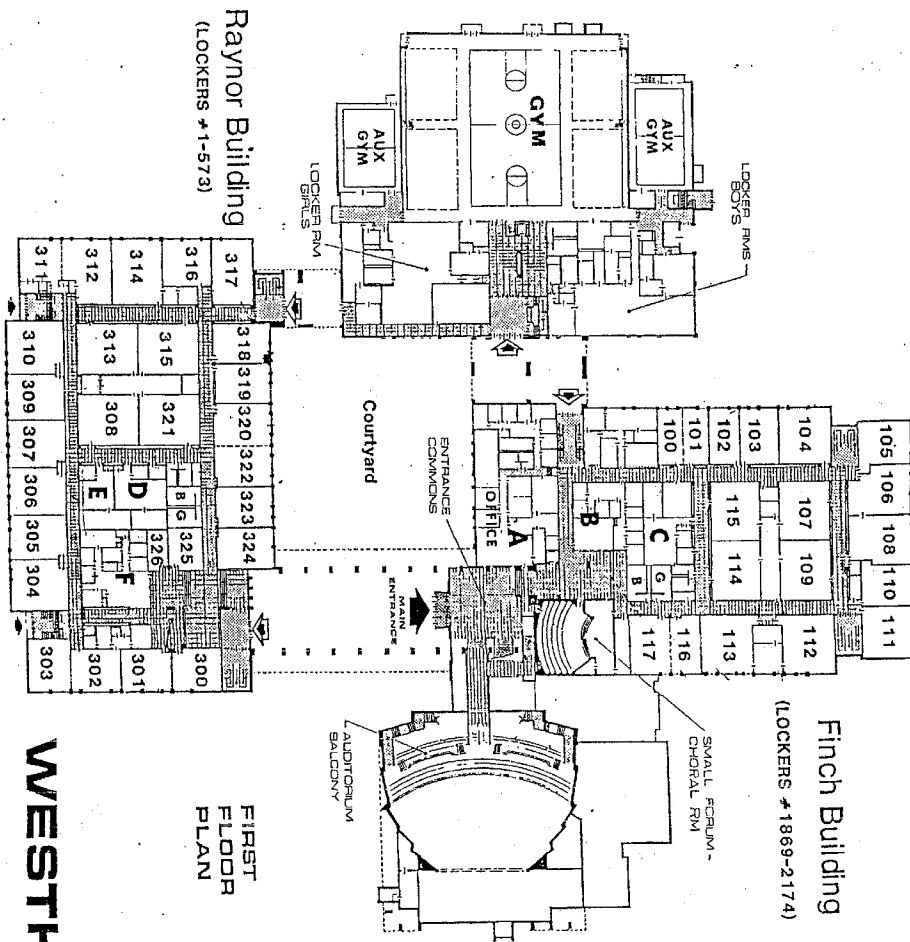 Raynor Building
(LOCKERS #1-573)
AUX
GYM
GYM
AUX
GYM
LOCKER RM
GIRLS
LOCKER RMS
BOYS
Finch Building
(LOCKERS #1869-2174)
311
312
314
316
317
310
313
315
318
309
319
308
321
320
307
322
306
E
D
B
G
323
305
326
325
324
304
F
303
302
301
300
Courtyard
ENTRANCE
COMMONS
MAIN
ENTRANCE
OFFICE
A
B
C
B
G
100
101
102
103
104
105
106
115
107
108
114
109
110
117
116
113
112
111
SMALL FORUM-
CHORAL RM
AUDITORIUM
BALCONY
FIRST
FLOOR
PLAN